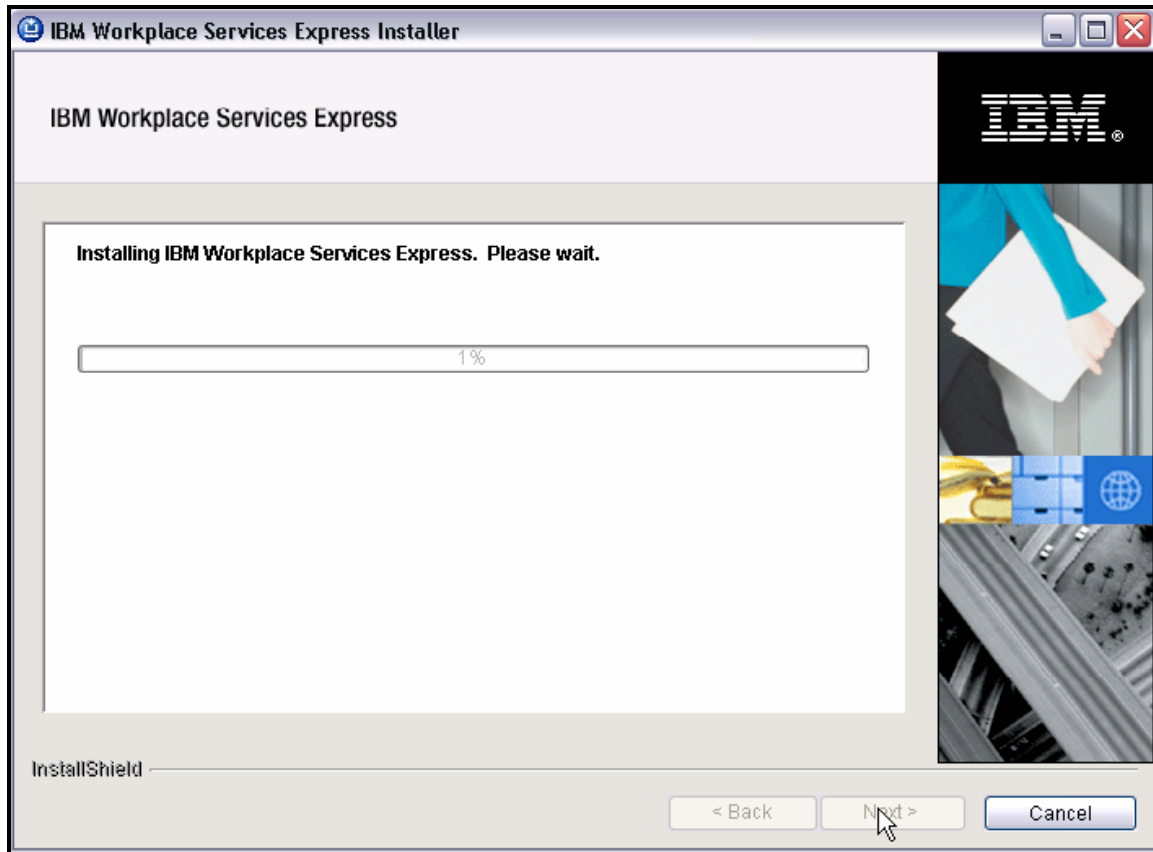 IBM Workplace Services Express Installer
IBM Workplace Services Express
IBM®
Installing IBM Workplace Services Express. Please wait.
1%
InstallShield
< Back
Next >
Cancel